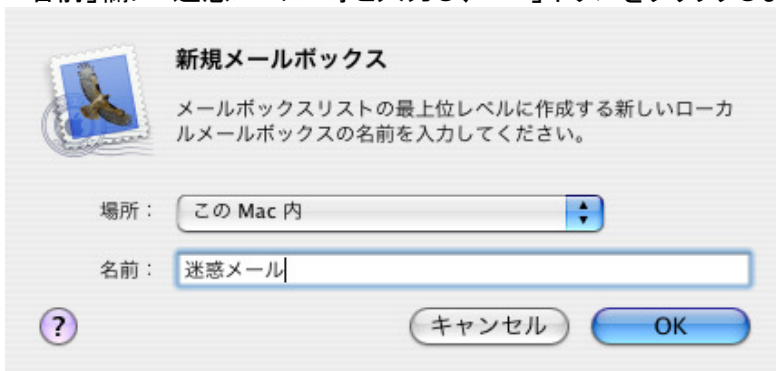 新規メールボックス
メールボックスリストの最上位レベルに作成する新しいローカ
ルメールボックスの名前を入力してください。
場所：
この Mac 内
名前：
迷惑メール
?
キャンセル
OK